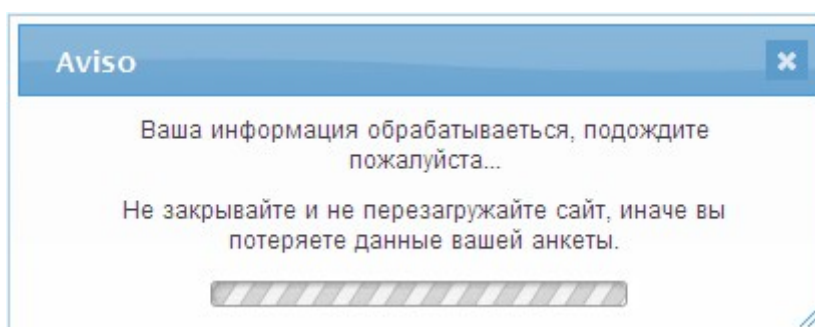 Aviso
Ваша информация обрабатываеться, подождите
пожалуйста...
Не закрывайте и не перезагружайте сайт, иначе вы
потеряете данные вашей анкеты.